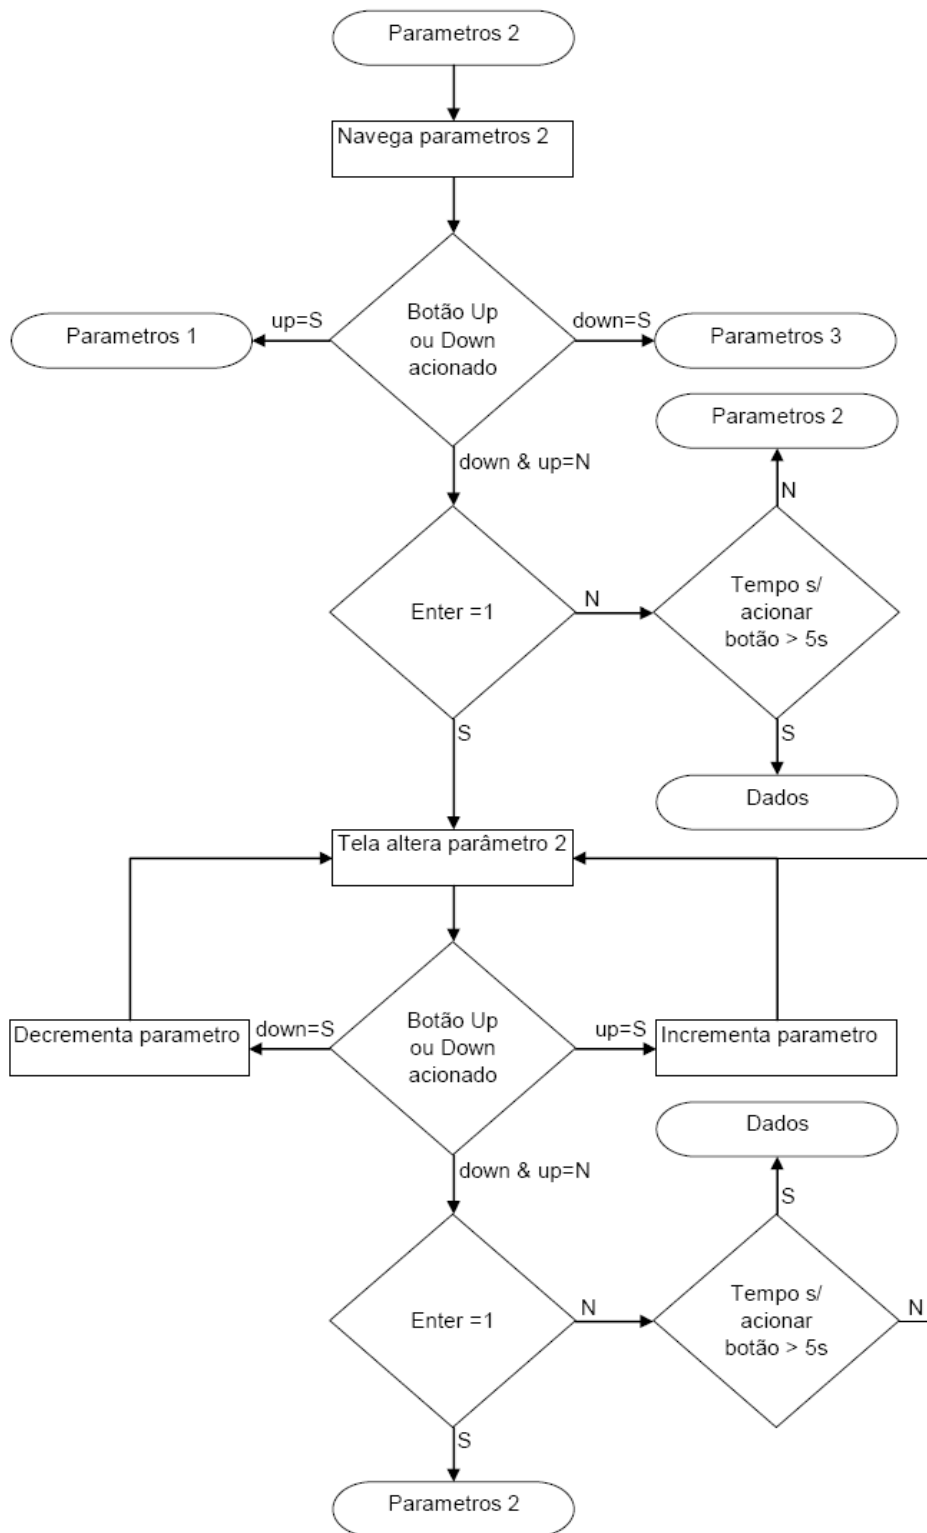 Parametros 2
Navega parametros 2
Botão Up
ou Down
acionado
up=S
Parametros 1
down=S
Parametros 3
down & up=N
Parametros 2
N
Enter =1
N
Tempo s/
acionar
botão > 5s
S
S
Dados
Tela altera parâmetro 2
Botão Up
ou Down
acionado
down=S
Decrementa parametro
up=S
Incrementa parametro
down & up=N
Dados
S
Enter =1
N
Tempo s/
acionar
botão > 5s
N
S
Parametros 2